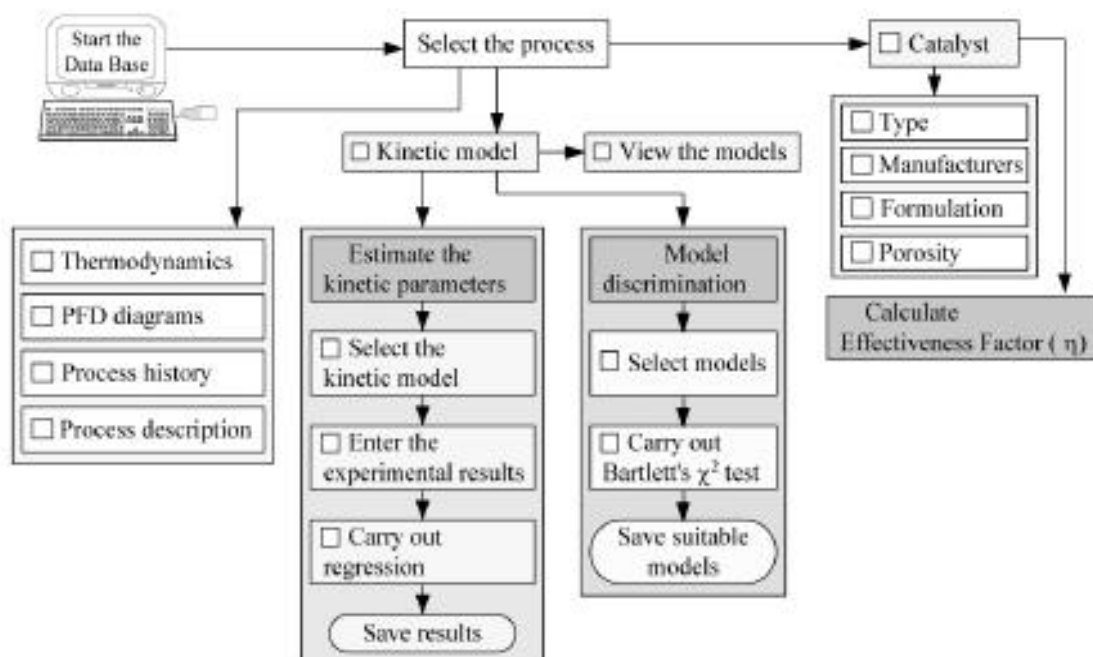 Start the
Data Base
Select the process
Catalyst
Type
Manufacturers
Formulation
Porosity
Calculate
Effectiveness Factor ( η)
Kinetic model
View the models
Thermodynamics
PFD diagrams
Process history
Process description
Estimate the
kinetic parameters
Select the
kinetic model
Enter the
experimental results
Carry out
regression
Save results
Model
discrimination
Select models
Carry out
Bartlett's χ² test
Save suitable
models